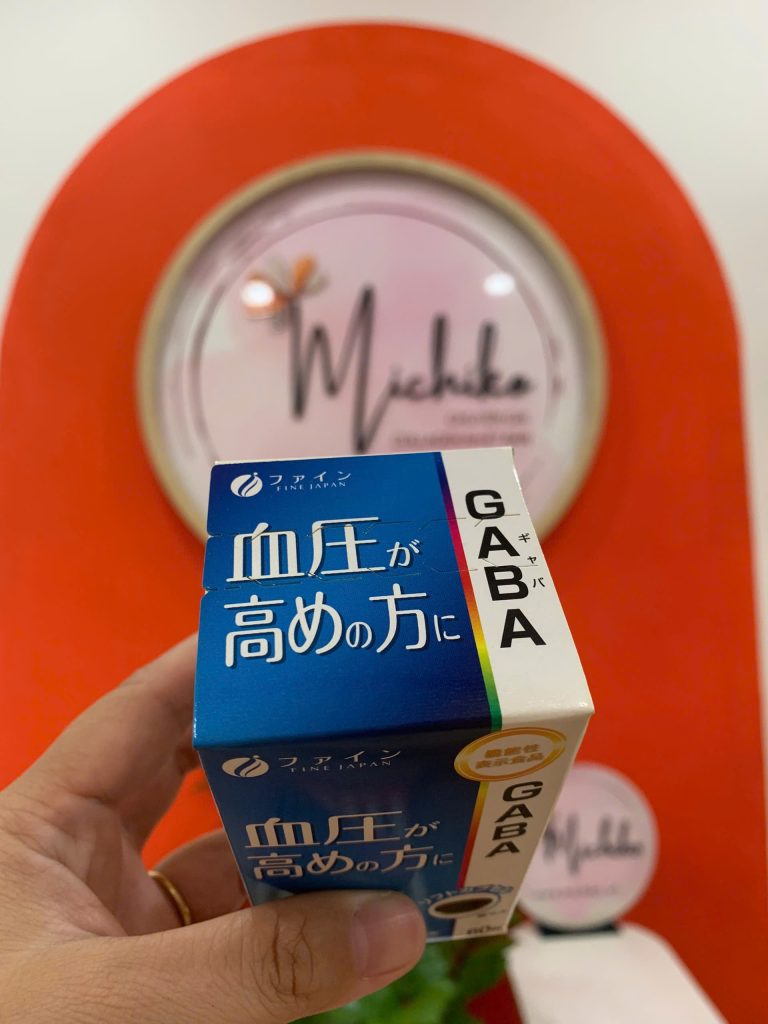 Michiko
ファイン
FINE JAPAN
血圧が
高めの方に
GABA
ギャバ
ファイン
FINE JAPAN
機能性
表示食品
血圧が
高めの方に
GABA
Michiko